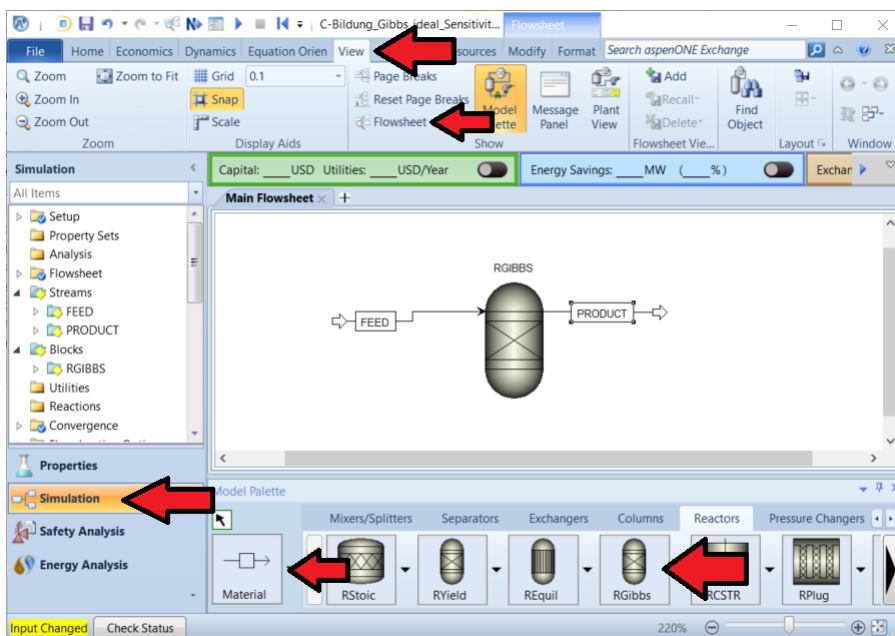 C-Bildung_Gibbs_ideal_Sensitivit... Flowsheet
File Home Economics Dynamics Equation Orien View Modify Format Search aspenONE Exchange
Zoom Zoom to Fit Grid 0.1 Page Breaks Add
Zoom In Snap Reset Page Breaks Message Plant Recall Find
Zoom Out Scale Flowsheet Panel View Delete Object
Zoom Display Aids Show Flowsheet Vie... Layout Window
Simulation
Capital: ____USD Utilities: ____USD/Year Energy Savings: ____MW (____%)
All Items
Main Flowsheet
Setup
Property Sets
Analysis
Flowsheet
Streams
FEED
PRODUCT
Blocks
RGIBBS
Utilities
Reactions
Convergence
RGIBBS
FEED
PRODUCT
Properties
Simulation
Safety Analysis
Energy Analysis
Model Palette
Mixers/Splitters Separators Exchangers Columns Reactors Pressure Changers
Material RStoic RYield REquil RGibbs RCSTR RPlug
Input Changed Check Status 220%